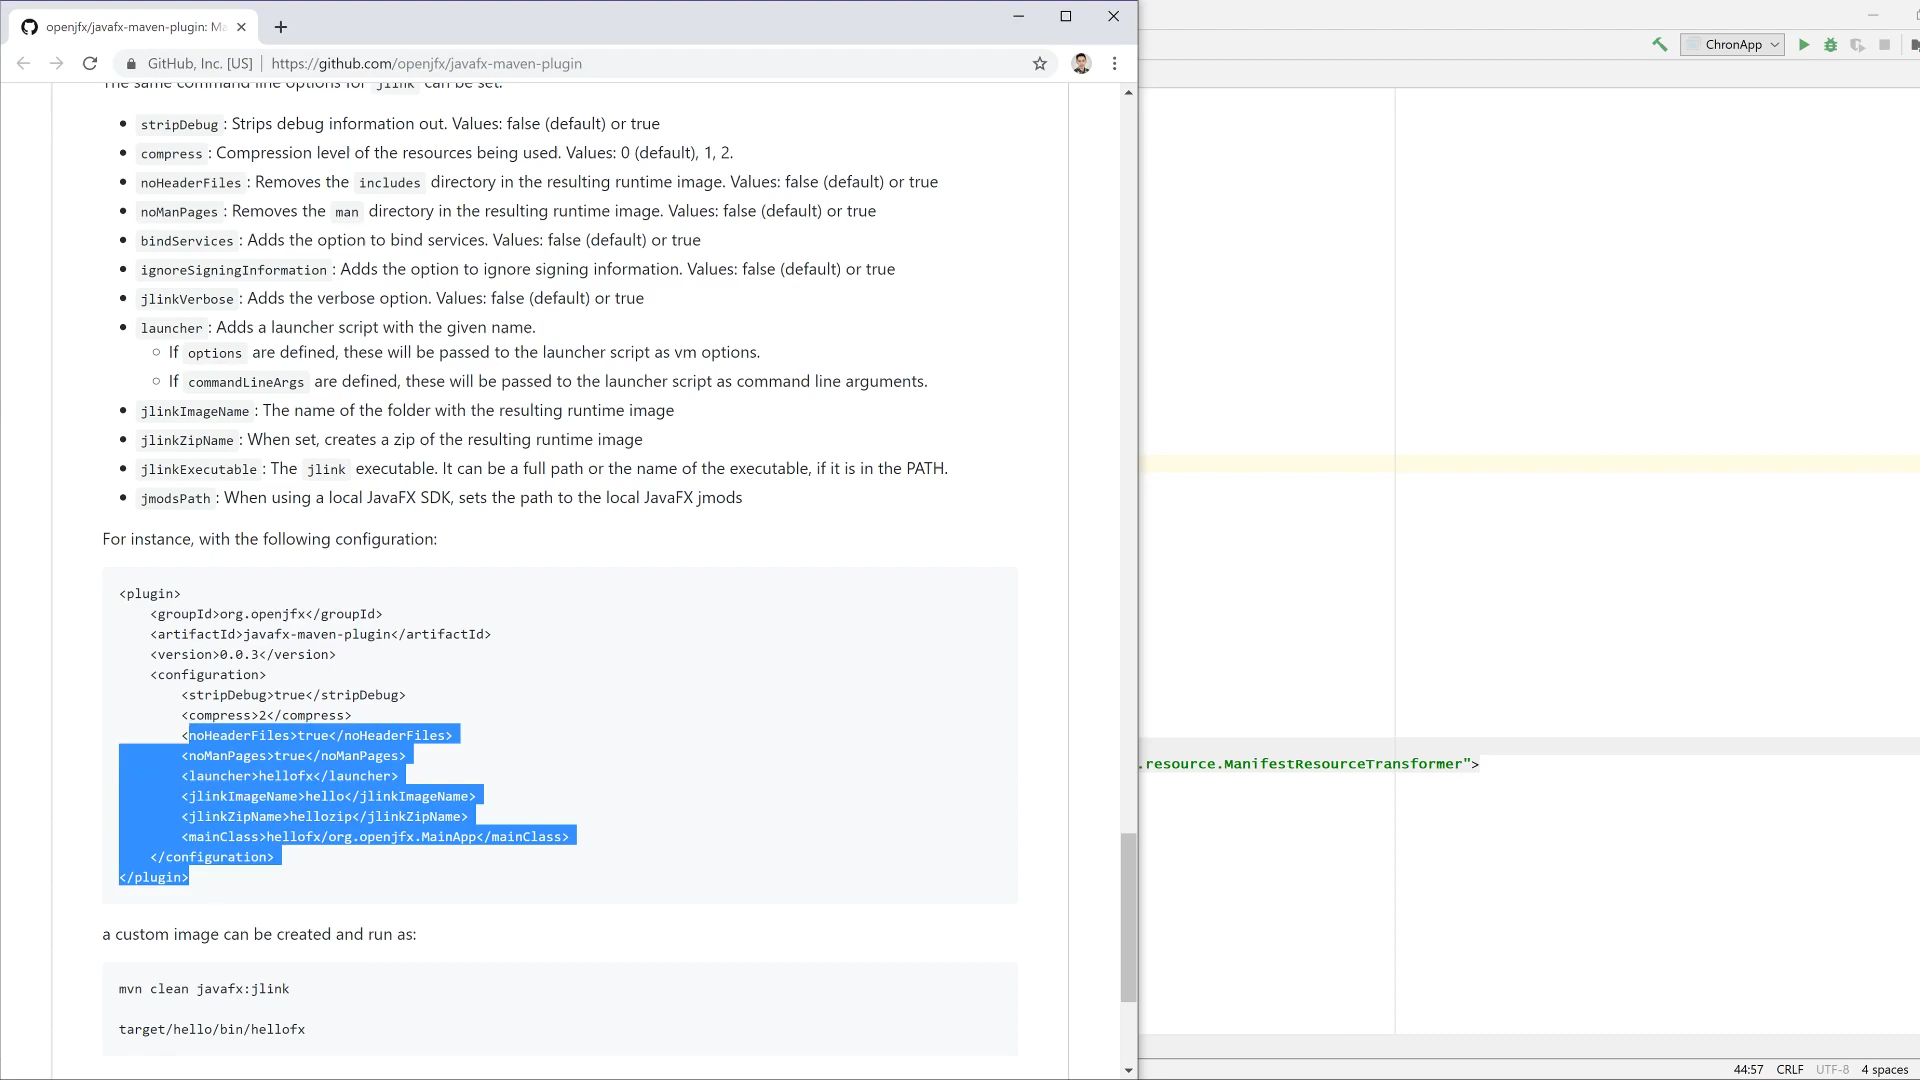 openjfx/javafx-maven-plugin: Ma
ChronApp
GitHub, Inc. [US] | https://github.com/openjfx/javafx-maven-plugin
The same command line options for jlink can be set:
stripDebug : Strips debug information out. Values: false (default) or true
compress : Compression level of the resources being used. Values: 0 (default), 1, 2.
noHeaderFiles : Removes the includes directory in the resulting runtime image. Values: false (default) or true
noManPages : Removes the man directory in the resulting runtime image. Values: false (default) or true
bindServices : Adds the option to bind services. Values: false (default) or true
ignoreSigningInformation : Adds the option to ignore signing information. Values: false (default) or true
jlinkVerbose : Adds the verbose option. Values: false (default) or true
launcher : Adds a launcher script with the given name.
If options are defined, these will be passed to the launcher script as vm options.
If commandLineArgs are defined, these will be passed to the launcher script as command line arguments.
jlinkImageName : The name of the folder with the resulting runtime image
jlinkZipName : When set, creates a zip of the resulting runtime image
jlinkExecutable : The jlink executable. It can be a full path or the name of the executable, if it is in the PATH.
jmodsPath : When using a local JavaFX SDK, sets the path to the local JavaFX jmods
For instance, with the following configuration:
<plugin>
<groupId>org.openjfx</groupId>
<artifactId>javafx-maven-plugin</artifactId>
<version>0.0.3</version>
<configuration>
<stripDebug>true</stripDebug>
<compress>2</compress>
<noHeaderFiles>true</noHeaderFiles>
<noManPages>true</noManPages>
<launcher>hellofx</launcher>
<jlinkImageName>hello</jlinkImageName>
<jlinkZipName>hellozip</jlinkZipName>
<mainClass>hellofx/org.openjfx.MainApp</mainClass>
</configuration>
</plugin>
.resource.ManifestResourceTransformer">
a custom image can be created and run as:
mvn clean javafx:jlink
target/hello/bin/hellofx
44:57 CRLF UTF-8 4 spaces